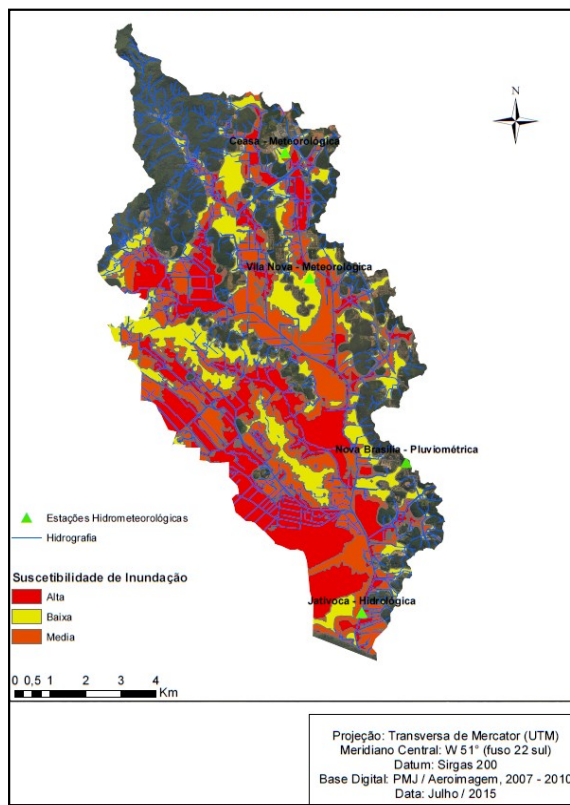 N
Ceasa - Meteorológica
Vila Nova - Meteorológica
Nova Brasília - Pluviométrica
Jativoca - Hidrológica
Estações Hidrometeorológicas
Hidrografia
Suscetibilidade de Inundação
Alta
Baixa
Media
0 0,5 1 2 3 4
Km
Projeção: Transversa de Mercator (UTM)
Meridiano Central: W 51° (fuso 22 sul)
Datum: Sirgas 200
Base Digital: PMJ / Aeroimagem, 2007 - 2010
Data: Julho / 2015